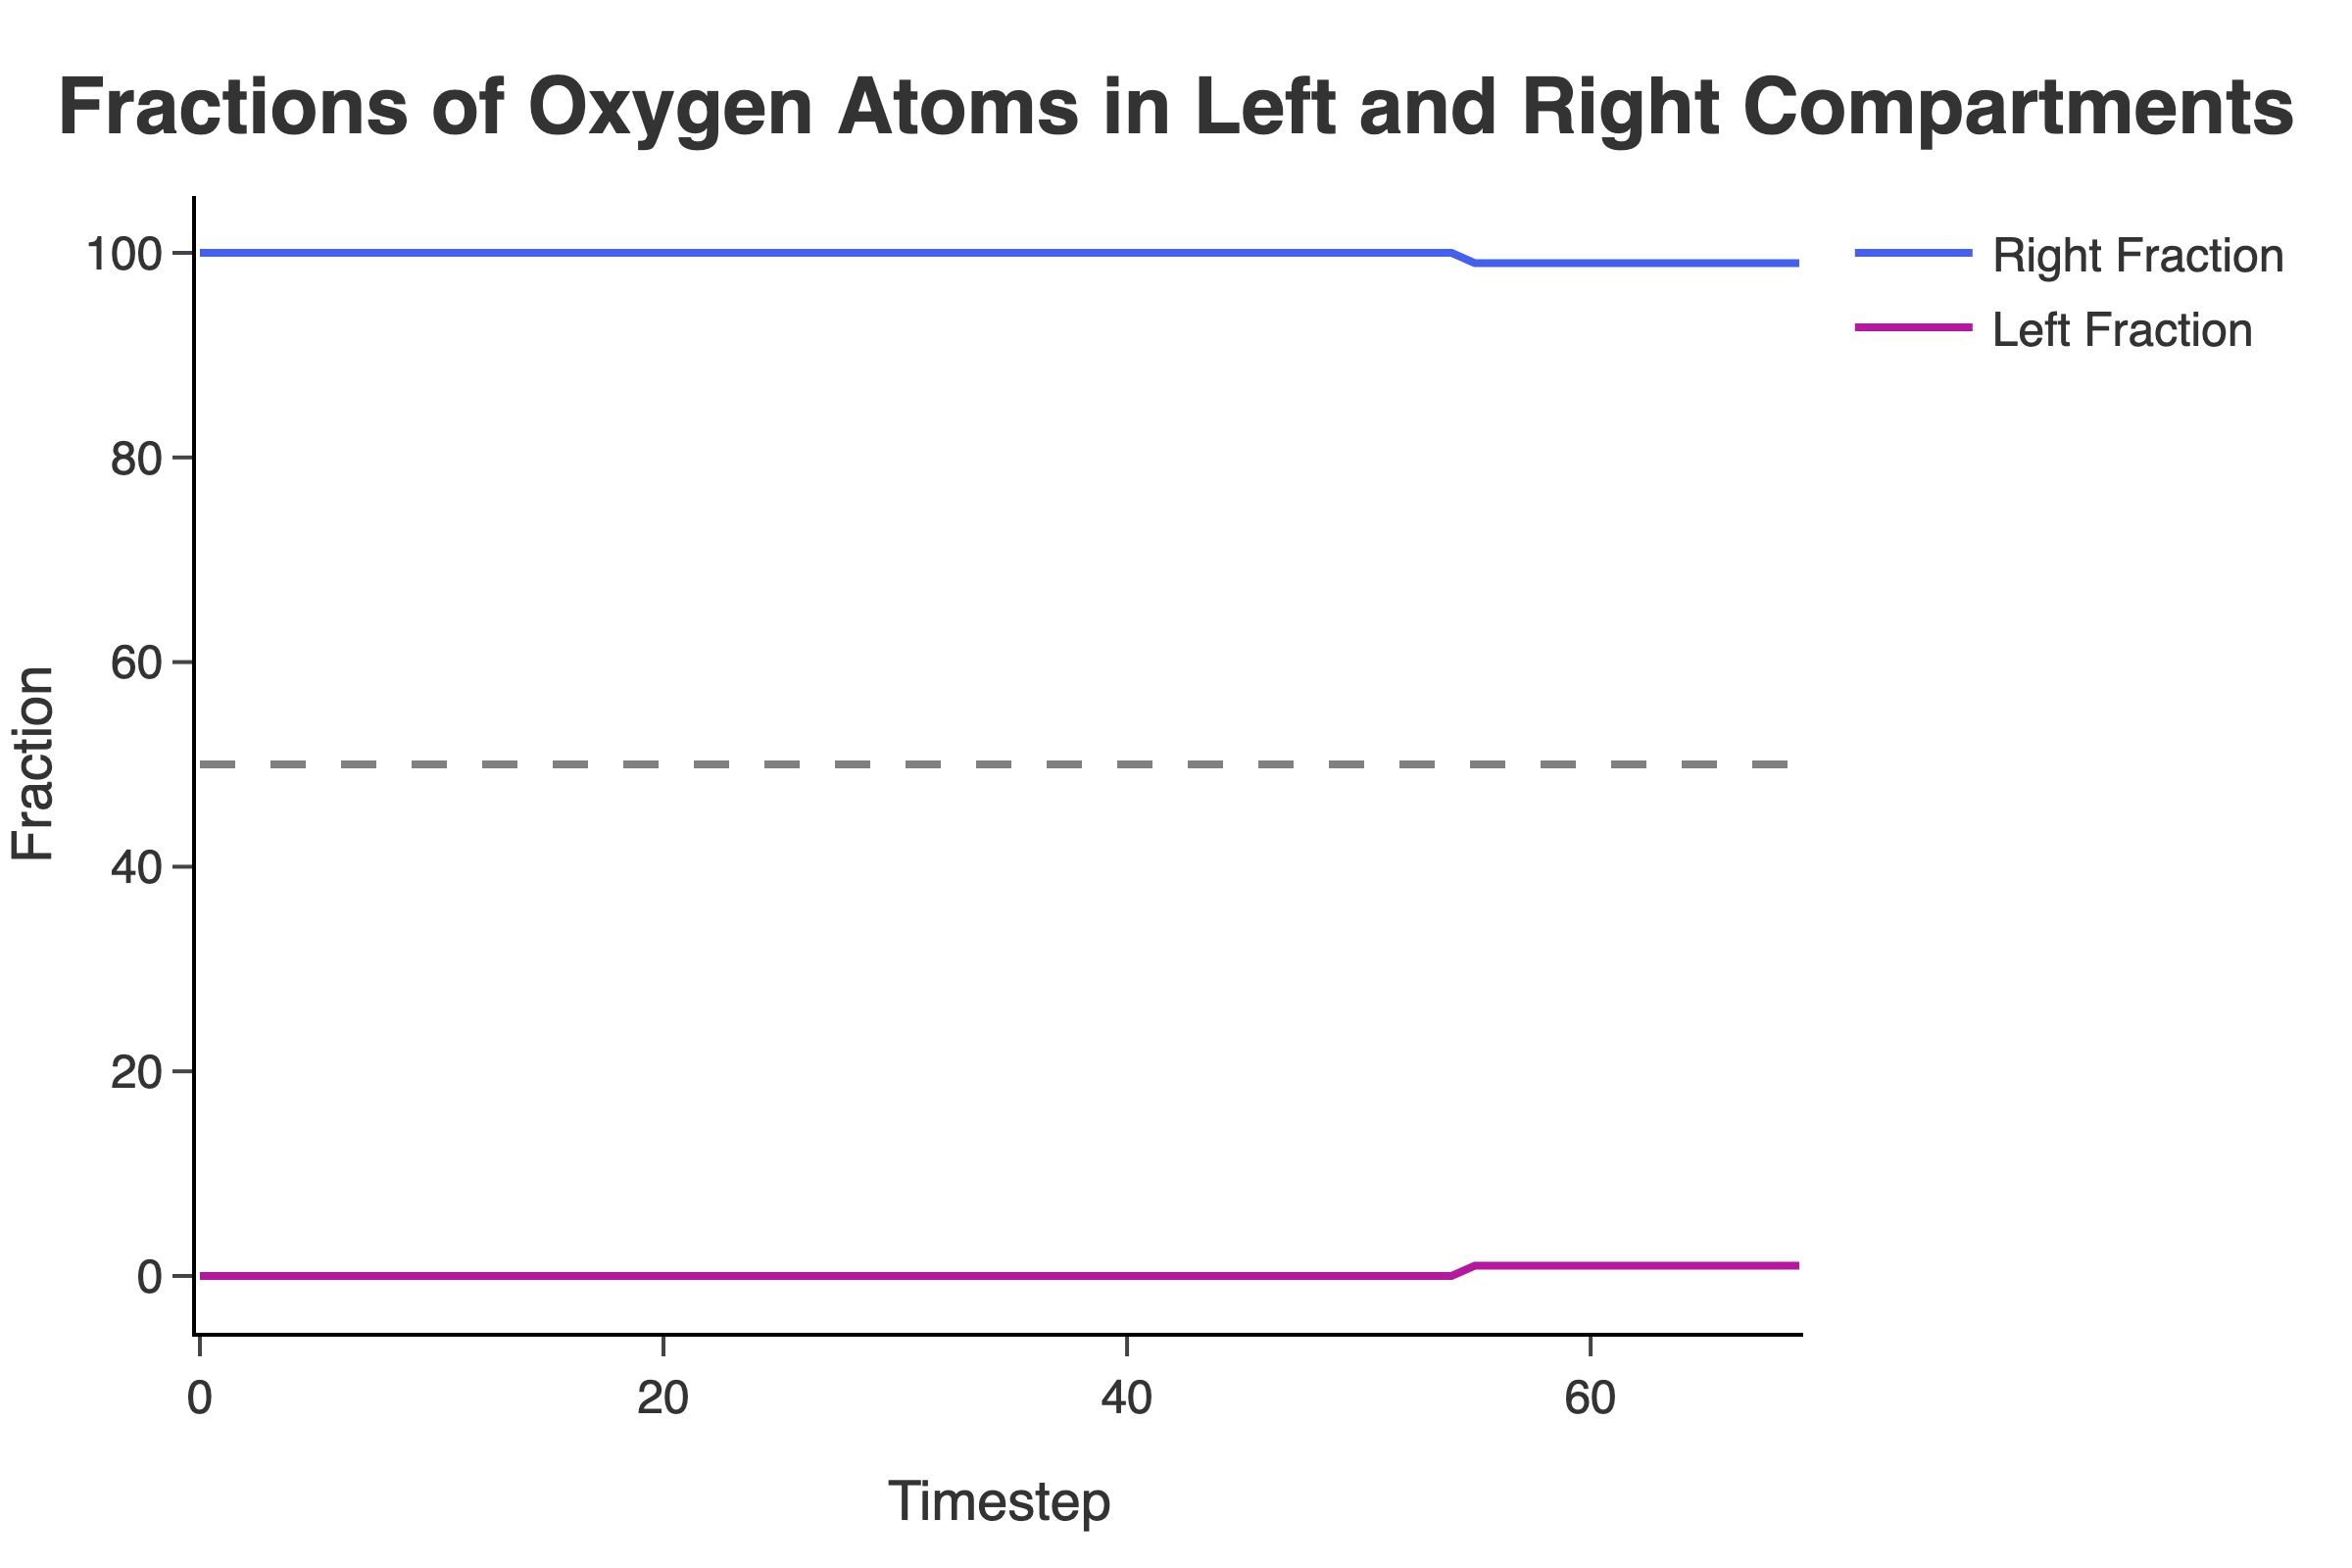 Fractions of Oxygen Atoms in Left and Right Compartments
100
80
60
40
20
0
Fraction
0 20 40 60
Timestep
Right Fraction
Left Fraction